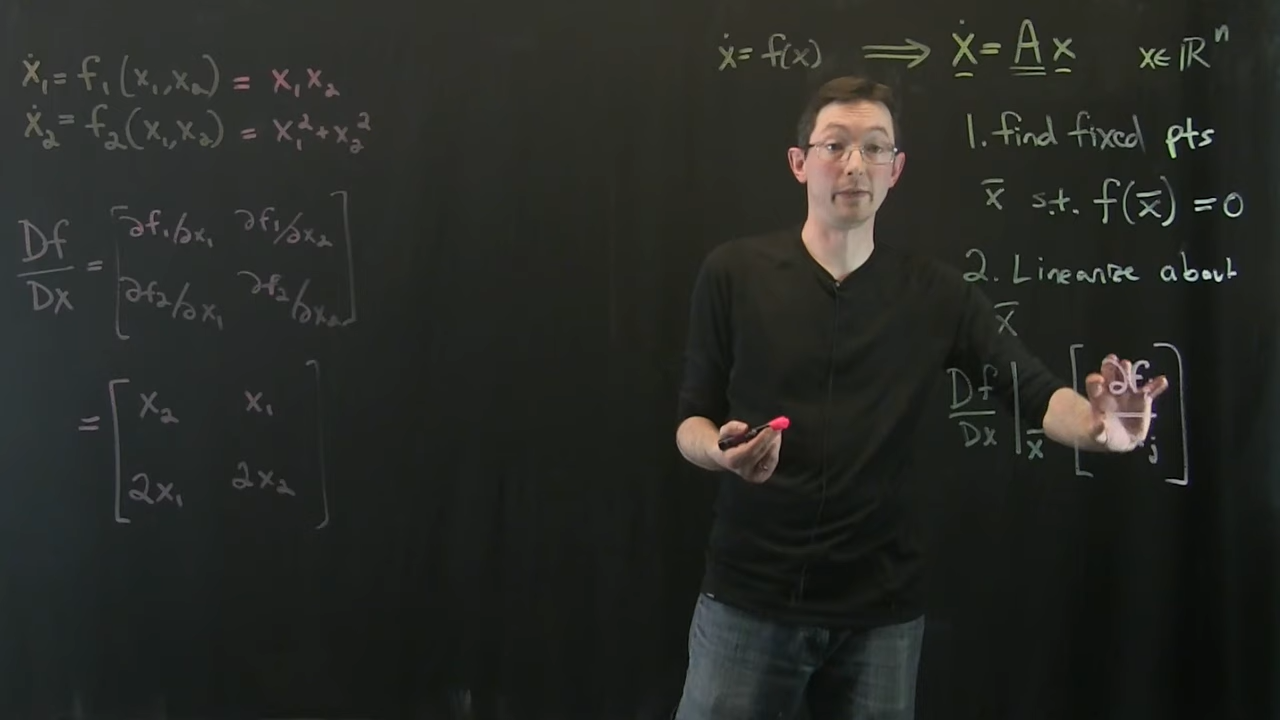 ẋ₁ = f₁(x₁,x₂) = x₁x₂
ẋ₂ = f₂(x₁,x₂) = x₁² + x₂²
Df/Dx = [∂f₁/∂x₁ ∂f₁/∂x₂
∂f₂/∂x₁ ∂f₂/∂x₂]
= [x₂ x₁
2x₁ 2x₂]
ẋ = f(x) ⟹ ẋ = A x x∈ℝⁿ
1. find fixed pts
x̄ s.t. f(x̄) = 0
2. Linearize about
x̄
Df/Dx|x̄ [∂f j]